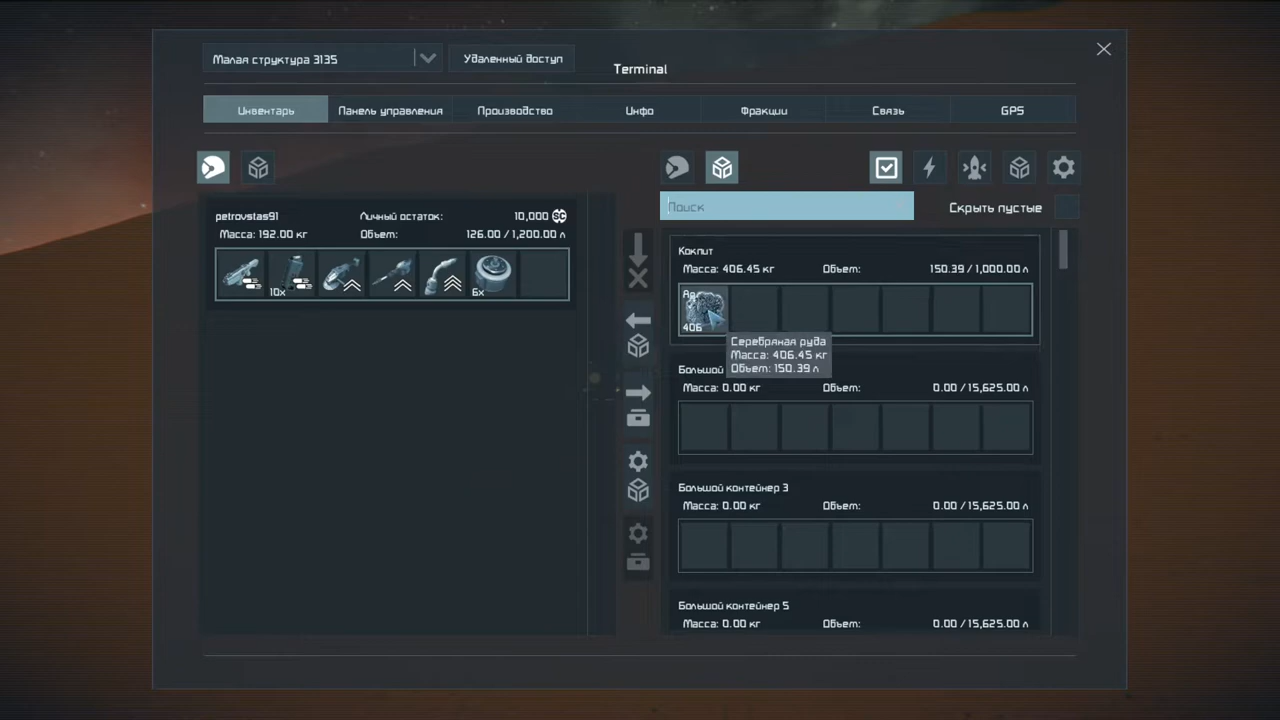 Малая структура 3135
Удаленный доступ
Terminal
Инвентарь
Панель управления
Производство
Инфо
Фракции
Связь
GPS
Поиск
Скрыть пустые
petrovstas91
Личный остаток:
10,000 SC
Масса: 192.00 кг
Объем:
126.00 / 1,200.00 л
10x
6x
Кокпит
Масса: 406.45 кг
Объем:
150.39 / 1,000.00 л
Ag
406
Серебряная руда
Масса: 406.45 кг
Объем: 150.39 л
Большой
Масса: 0.00 кг
Объем:
0.00 / 15,625.00 л
Большой контейнер 3
Масса: 0.00 кг
Объем:
0.00 / 15,625.00 л
Большой контейнер 5
Масса: 0.00 кг
Объем:
0.00 / 15,625.00 л